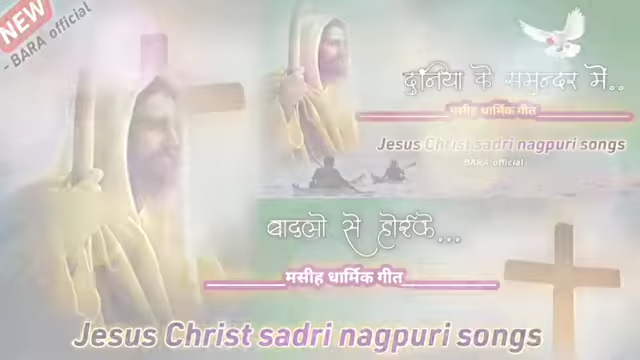 NEW
- BARA official
दुनिया के समुन्दर में..
मसीह धार्मिक गीत
Jesus Christ sadri nagpuri songs
BARA official
बादलो से होईके...
मसीह धार्मिक गीत
Jesus Christ sadri nagpuri songs